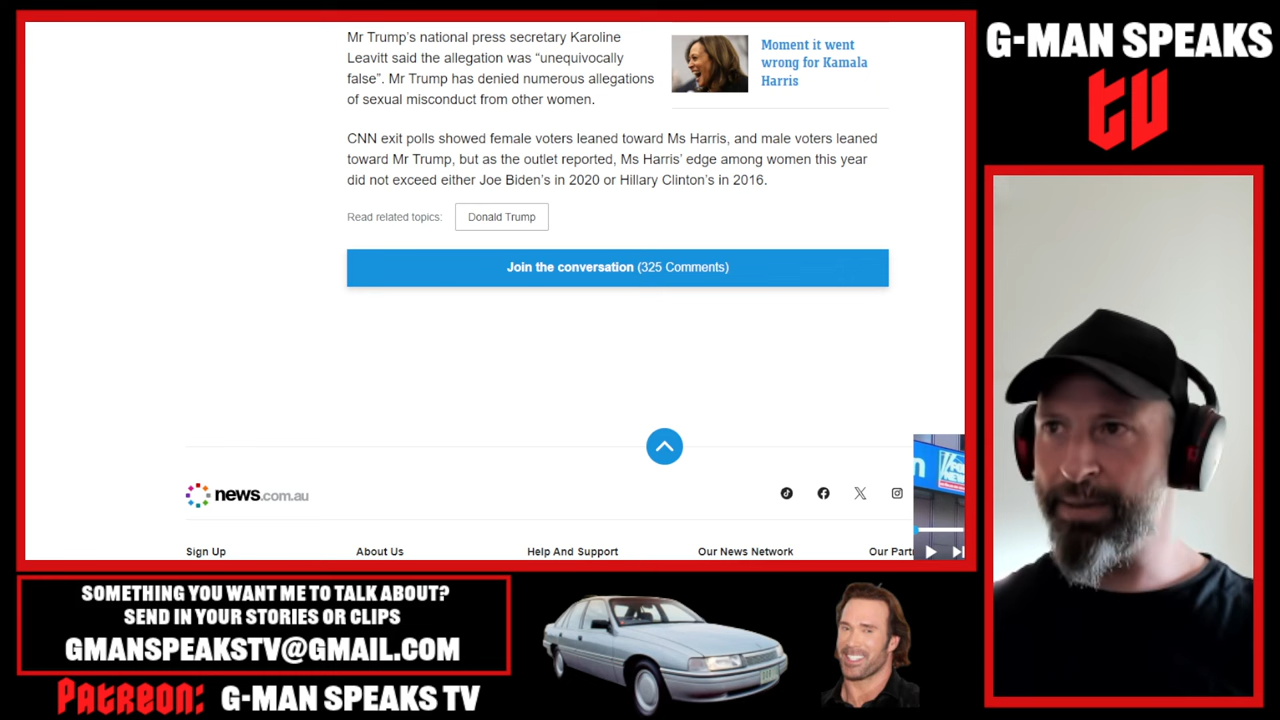 Mr Trump's national press secretary Karoline
Leavitt said the allegation was “unequivocally
false”. Mr Trump has denied numerous allegations
of sexual misconduct from other women.
Moment it went
wrong for Kamala
Harris
CNN exit polls showed female voters leaned toward Ms Harris, and male voters leaned
toward Mr Trump, but as the outlet reported, Ms Harris’ edge among women this year
did not exceed either Joe Biden’s in 2020 or Hillary Clinton’s in 2016.
Read related topics: Donald Trump
Join the conversation (325 Comments)
news.com.au
Sign Up About Us Help And Support Our News Network Our Part
G-MAN SPEAKS
TV
SOMETHING YOU WANT ME TO TALK ABOUT?
SEND IN YOUR STORIES OR CLIPS
GMANSPEAKSTV@GMAIL.COM
PATREON: G-MAN SPEAKS TV